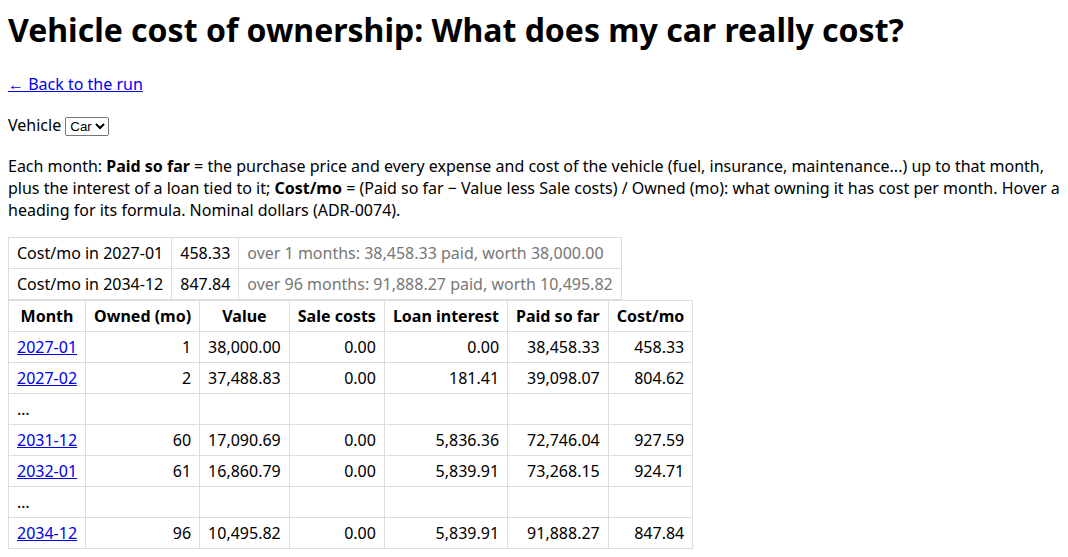 Vehicle cost of ownership: What does my car really cost?
← Back to the run
Vehicle Car
Each month: Paid so far = the purchase price and every expense and cost of the vehicle (fuel, insurance, maintenance...) up to that month,
plus the interest of a loan tied to it; Cost/mo = (Paid so far − Value less Sale costs) / Owned (mo): what owning it has cost per month. Hover a
heading for its formula. Nominal dollars (ADR-0074).
Cost/mo in 2027-01 458.33 over 1 months: 38,458.33 paid, worth 38,000.00
Cost/mo in 2034-12 847.84 over 96 months: 91,888.27 paid, worth 10,495.82
Month Owned (mo) Value Sale costs Loan interest Paid so far Cost/mo
2027-01 1 38,000.00 0.00 0.00 38,458.33 458.33
2027-02 2 37,488.83 0.00 181.41 39,098.07 804.62
...
2031-12 60 17,090.69 0.00 5,836.36 72,746.04 927.59
2032-01 61 16,860.79 0.00 5,839.91 73,268.15 924.71
...
2034-12 96 10,495.82 0.00 5,839.91 91,888.27 847.84